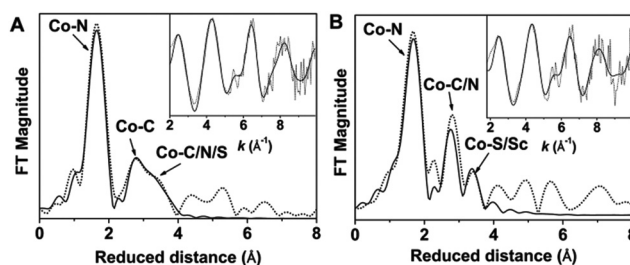 A
FT Magnitude
Co-N
Co-C
Co-C/N/S
2 4 6 8
k (Å-1)
0 2 4 6 8
Reduced distance (Å)
B
FT Magnitude
Co-N
Co-C/N
Co-S/Sc
2 4 6 8
k (Å-1)
0 2 4 6 8
Reduced distance (Å)